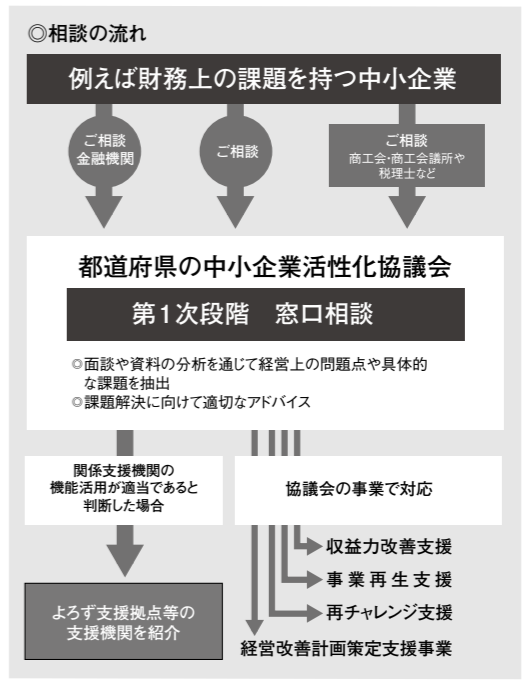 ◎相談の流れ
例えば財務上の課題を持つ中小企業
ご相談
金融機関
ご相談
ご相談
商工会・商工会議所や
税理士など
都道府県の中小企業活性化協議会
第1次段階　窓口相談
◎面談や資料の分析を通じて経営上の問題点や具体的
な課題を抽出
◎課題解決に向けて適切なアドバイス
関係支援機関の
機能活用が適当であると
判断した場合
協議会の事業で対応
よろず支援拠点等の
支援機関を紹介
収益力改善支援
事業再生支援
再チャレンジ支援
経営改善計画策定支援事業